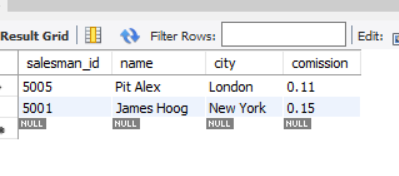 Result Grid Filter Rows: Edit:
salesman_id name city comission
5005 Pit Alex London 0.11
5001 James Hoog New York 0.15
NULL NULL NULL NULL